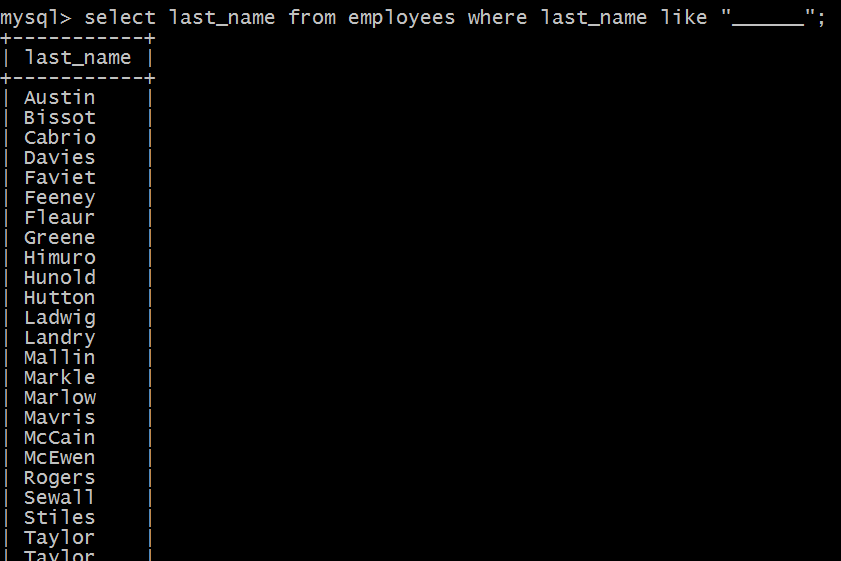 mysql> select last_name from employees where last_name like "______";
+-----------+
| last_name |
+-----------+
| Austin    |
| Bissot    |
| Cabrio    |
| Davies    |
| Faviet    |
| Feeney    |
| Fleaur    |
| Greene    |
| Himuro    |
| Hunold    |
| Hutton    |
| Ladwig    |
| Landry    |
| Mallin    |
| Markle    |
| Marlow    |
| Mavris    |
| McCain    |
| McEwen    |
| Rogers    |
| Sewall    |
| Stiles    |
| Taylor    |
| Taylor    |